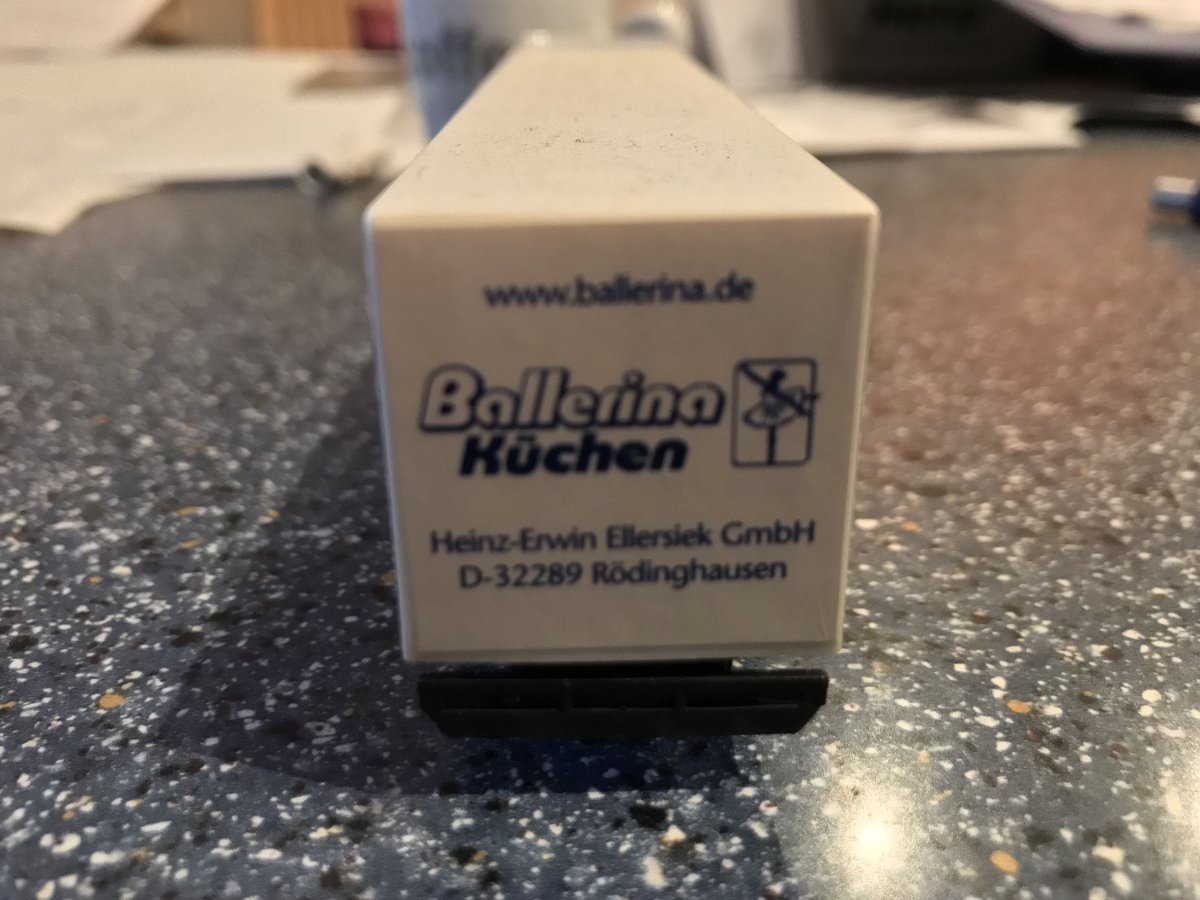 www.ballerina.de
Ballerina
Küchen
Heinz-Erwin Ellersiek GmbH
D-32289 Rödinghausen